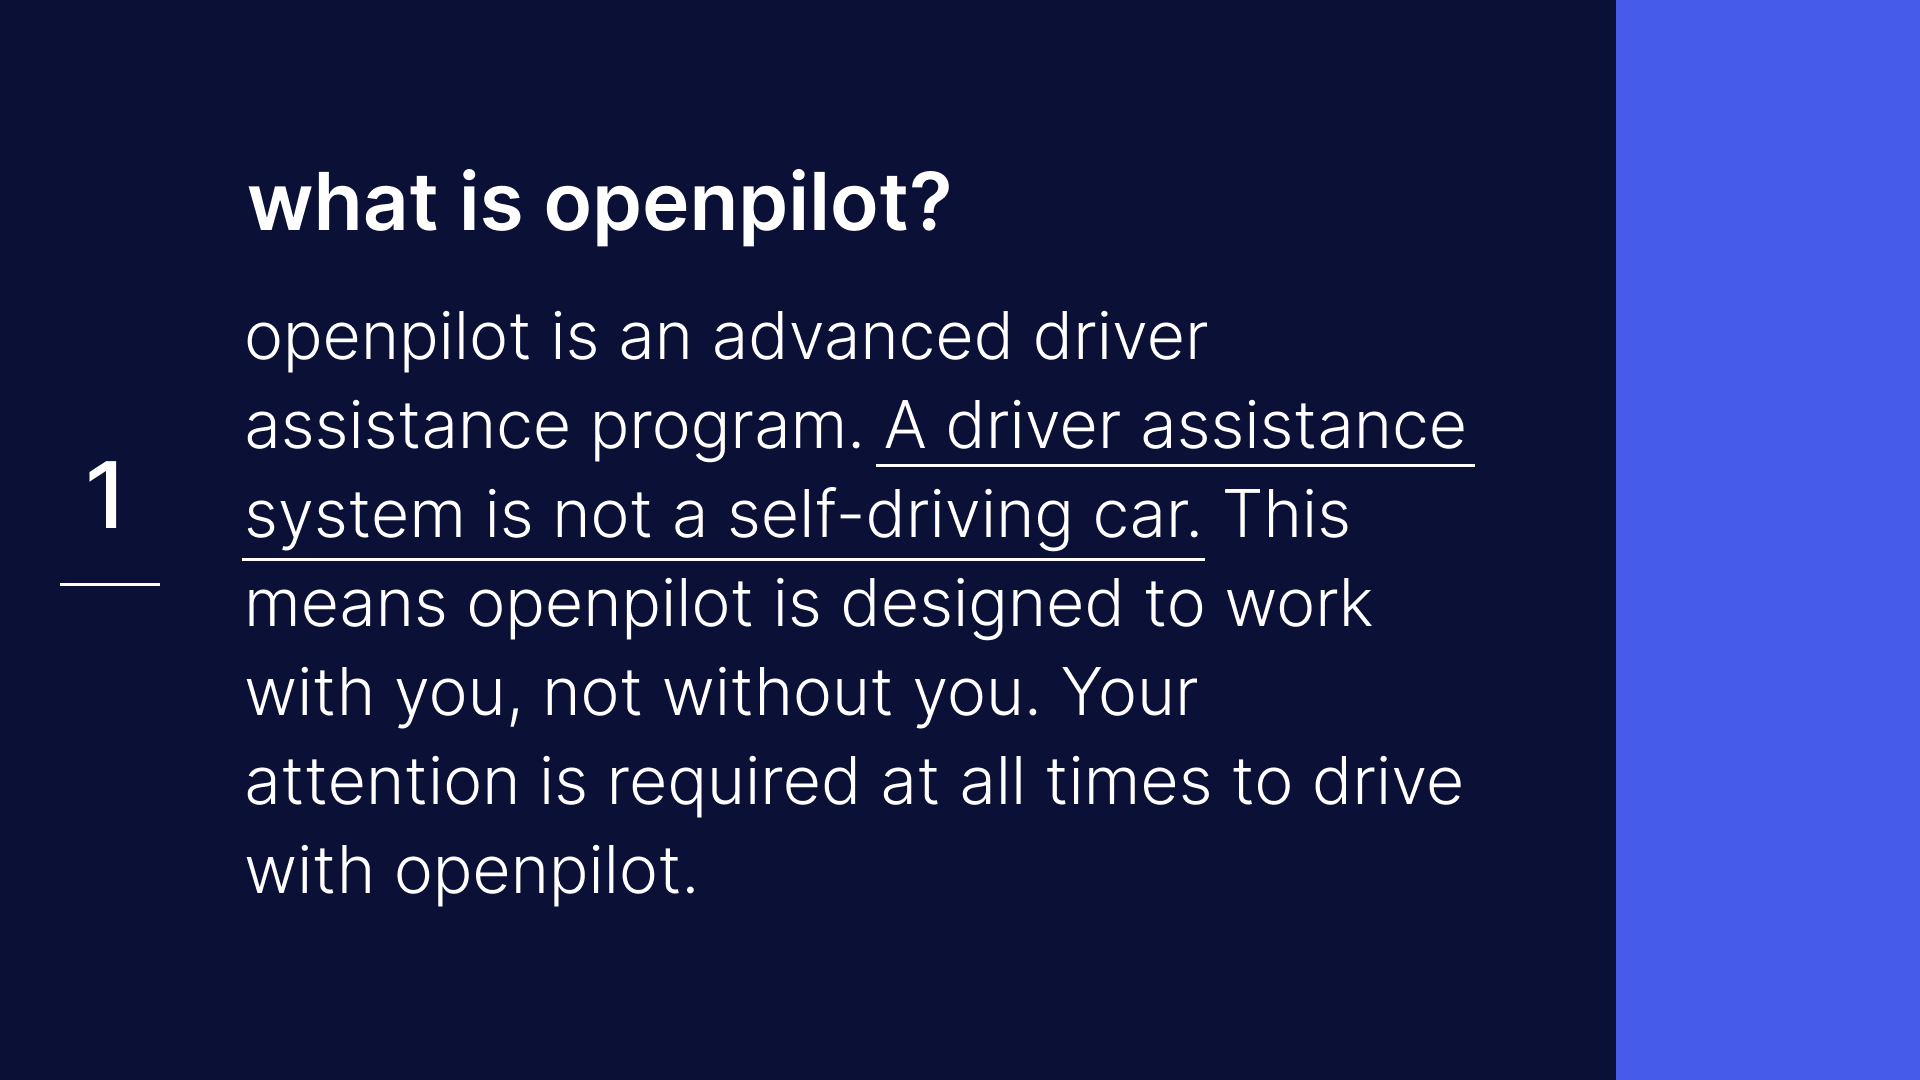 1
what is openpilot?
openpilot is an advanced driver
assistance program. A driver assistance
system is not a self-driving car. This
means openpilot is designed to work
with you, not without you. Your
attention is required at all times to drive
with openpilot.